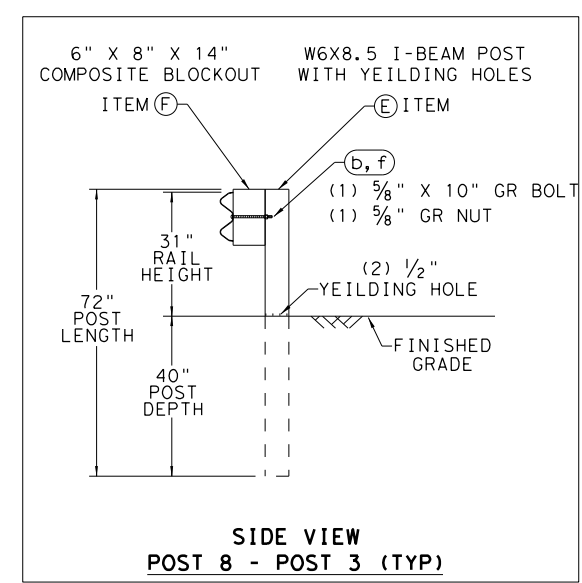 6" X 8" X 14"
COMPOSITE BLOCKOUT
ITEM F
W6X8.5 I-BEAM POST
WITH YEILDING HOLES
E ITEM
b, f
(1) 5/8" X 10" GR BOLT
(1) 5/8" GR NUT
31"
RAIL
HEIGHT
(2) 1/2"
YEILDING HOLE
72"
POST
LENGTH
FINISHED
GRADE
40"
POST
DEPTH
SIDE VIEW
POST 8 - POST 3 (TYP)